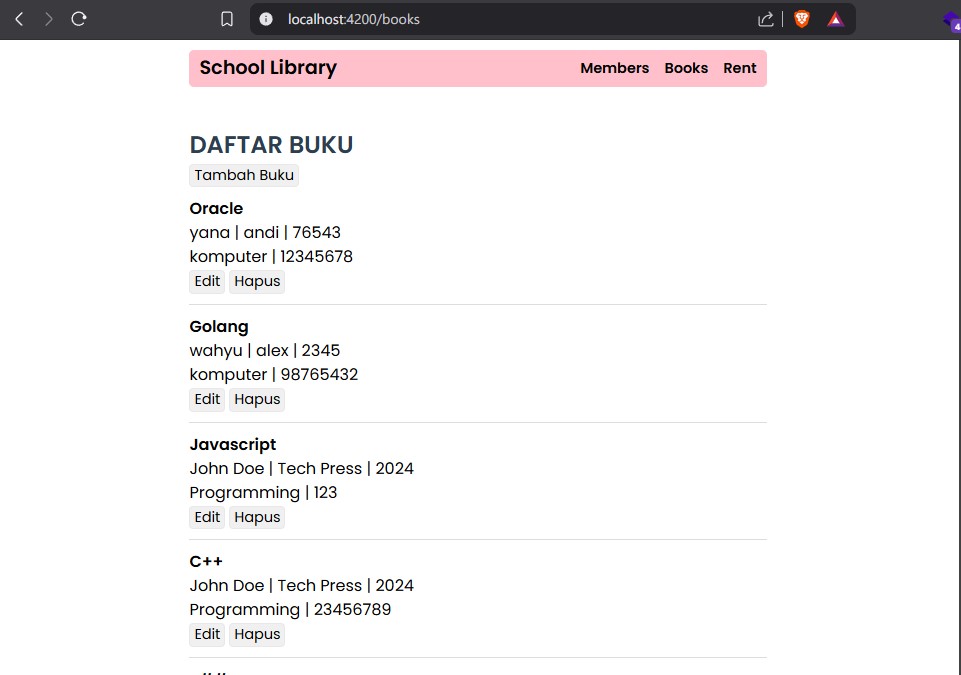 localhost:4200/books
4
School Library
Members Books Rent
DAFTAR BUKU
Tambah Buku
Oracle
yana | andi | 76543
komputer | 12345678
Edit Hapus
Golang
wahyu | alex | 2345
komputer | 98765432
Edit Hapus
Javascript
John Doe | Tech Press | 2024
Programming | 123
Edit Hapus
C++
John Doe | Tech Press | 2024
Programming | 23456789
Edit Hapus